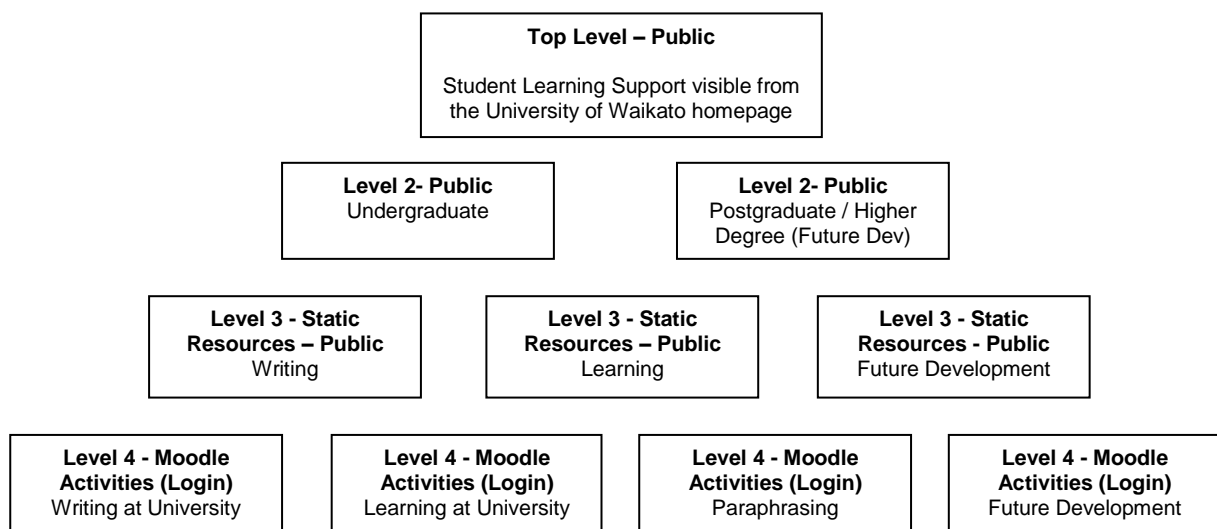 Top Level – Public
Student Learning Support visible from
the University of Waikato homepage
Level 2- Public
Undergraduate
Level 2- Public
Postgraduate / Higher
Degree (Future Dev)
Level 3 - Static
Resources – Public
Writing
Level 3 - Static
Resources – Public
Learning
Level 3 - Static
Resources - Public
Future Development
Level 4 - Moodle
Activities (Login)
Writing at University
Level 4 - Moodle
Activities (Login)
Learning at University
Level 4 - Moodle
Activities (Login)
Paraphrasing
Level 4 - Moodle
Activities (Login)
Future Development